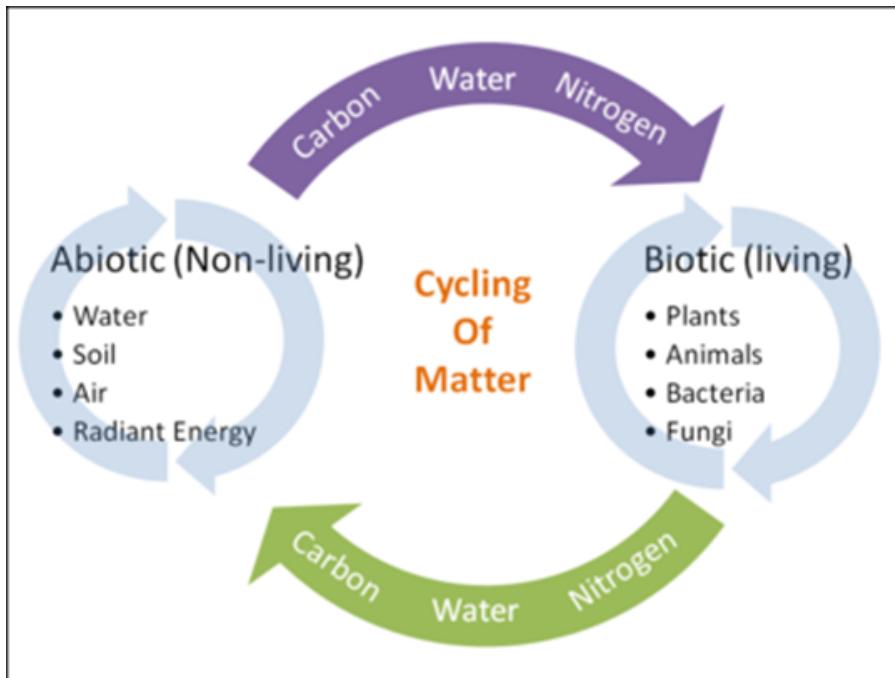 Carbon Water Nitrogen
Abiotic (Non-living)
• Water
• Soil
• Air
• Radiant Energy
Cycling
Of
Matter
Biotic (living)
• Plants
• Animals
• Bacteria
• Fungi
Carbon Water Nitrogen